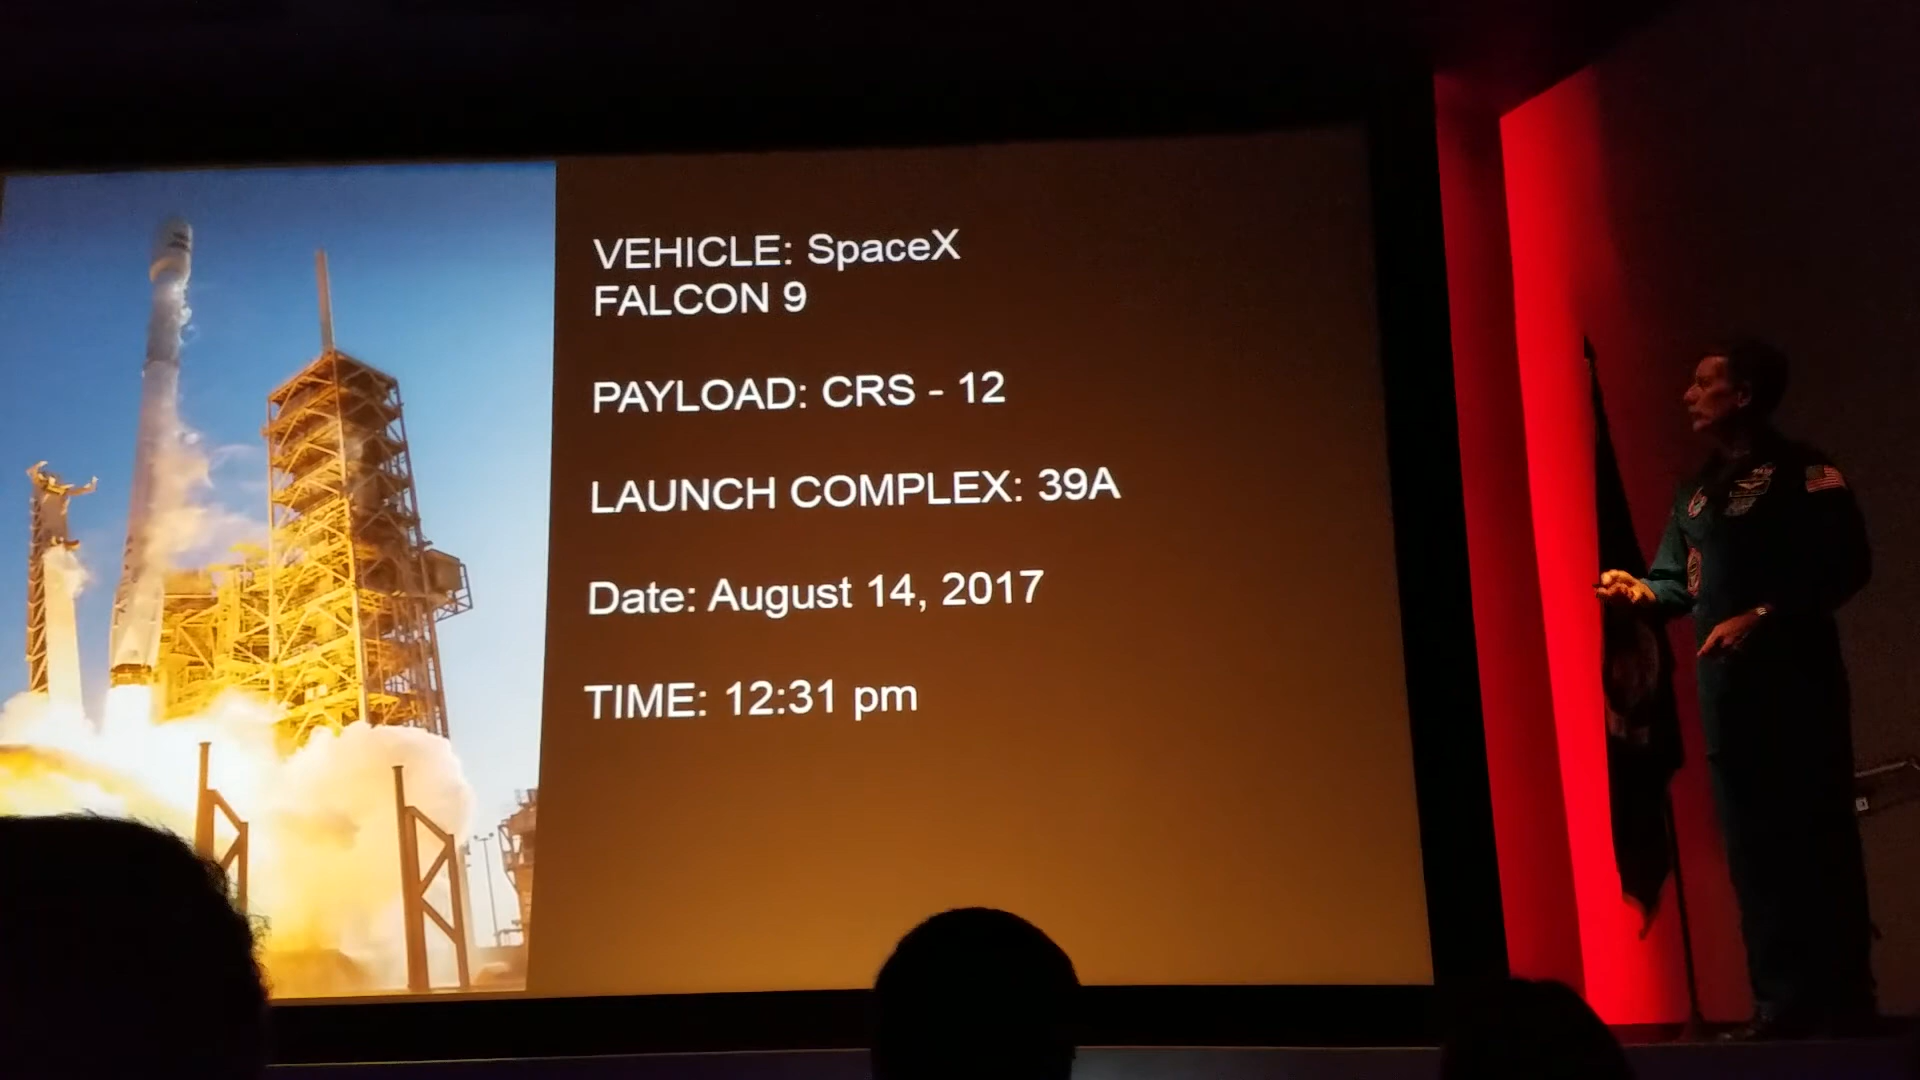 VEHICLE: SpaceX
FALCON 9
PAYLOAD: CRS - 12
LAUNCH COMPLEX: 39A
Date: August 14, 2017
TIME: 12:31 pm